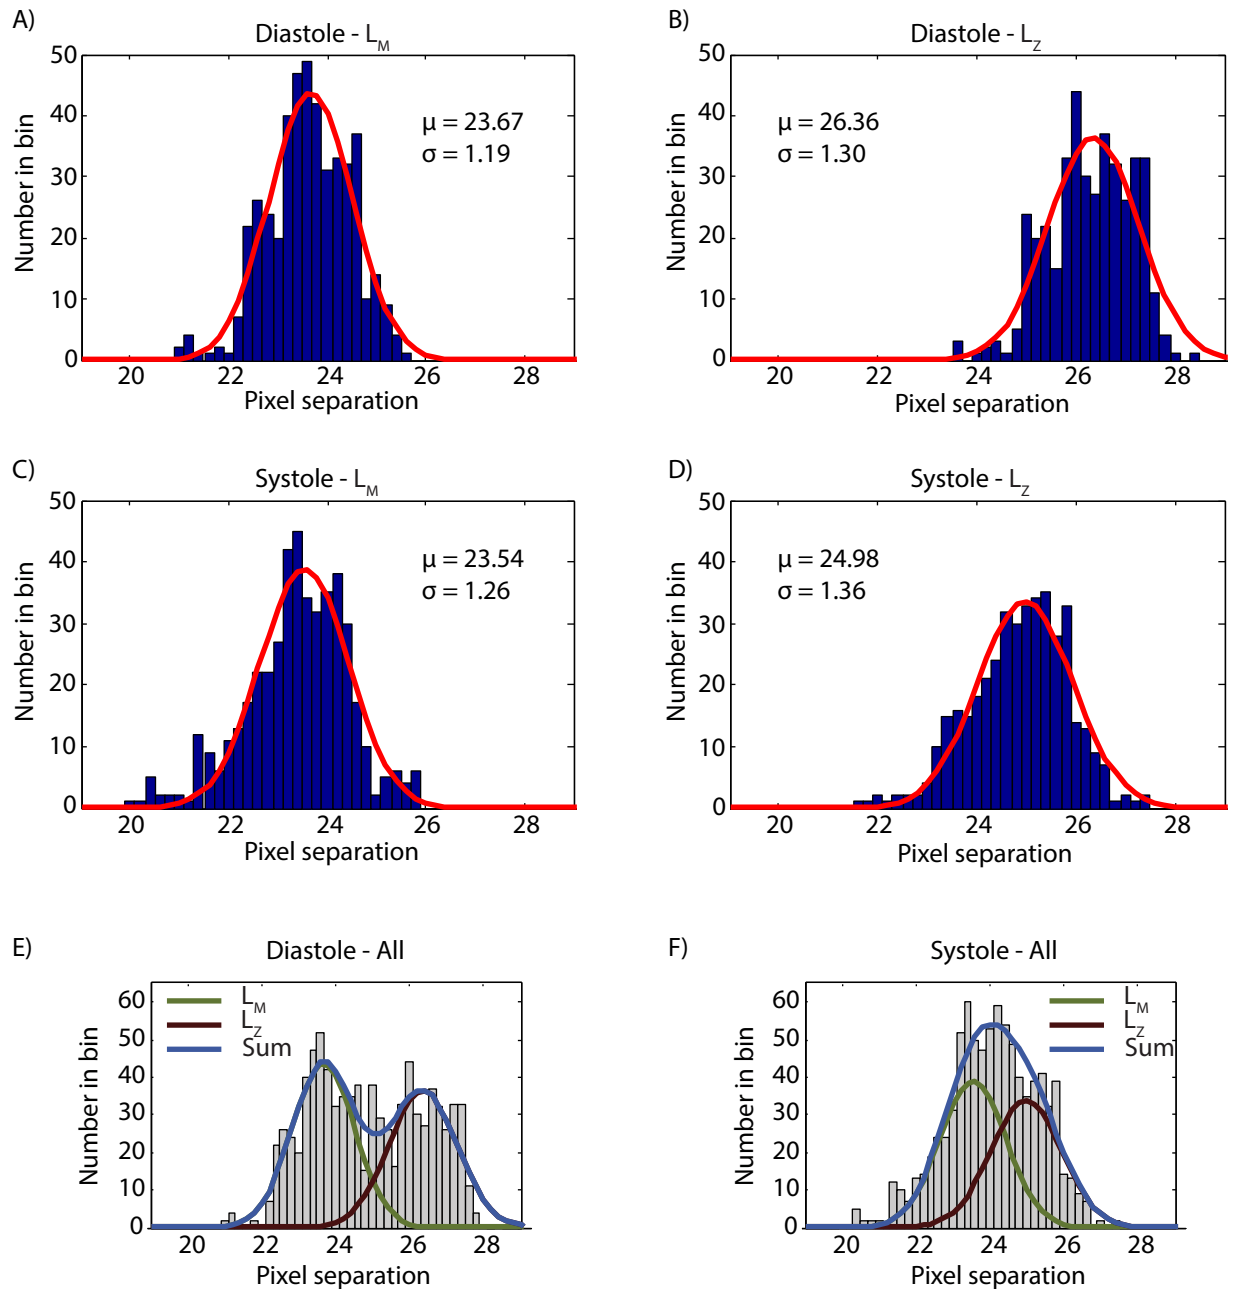 A)
Diastole - L_M
Number in bin
50
40
30
20
10
0
μ = 23.67
σ = 1.19
20 22 24 26 28
Pixel separation
B)
Diastole - L_Z
Number in bin
50
40
30
20
10
0
μ = 26.36
σ = 1.30
20 22 24 26 28
Pixel separation
C)
Systole - L_M
Number in bin
50
40
30
20
10
0
μ = 23.54
σ = 1.26
20 22 24 26 28
Pixel separation
D)
Systole - L_Z
Number in bin
50
40
30
20
10
0
μ = 24.98
σ = 1.36
20 22 24 26 28
Pixel separation
E)
Diastole - All
Number in bin
60
50
40
30
20
10
0
L_M
L_Z
Sum
20 22 24 26 28
Pixel separation
F)
Systole - All
Number in bin
60
50
40
30
20
10
0
L_M
L_Z
Sum
20 22 24 26 28
Pixel separation